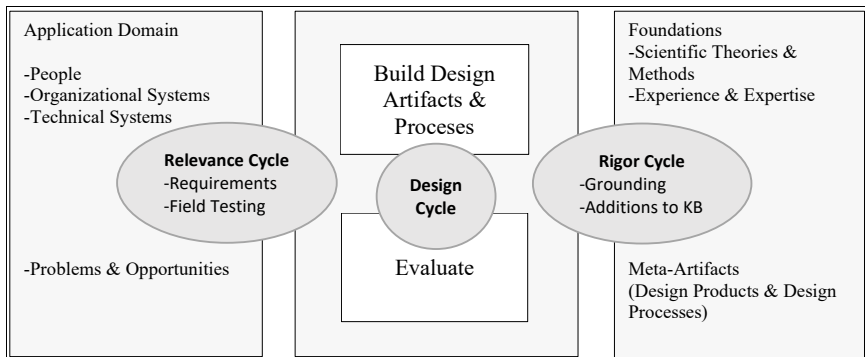 Application Domain
-People
-Organizational Systems
-Technical Systems
Relevance Cycle
-Requirements
-Field Testing
-Problems & Opportunities
Build Design
Artifacts &
Proceses
Design
Cycle
Evaluate
Foundations
-Scientific Theories &
Methods
-Experience & Expertise
Rigor Cycle
-Grounding
-Additions to KB
Meta-Artifacts
(Design Products & Design
Processes)